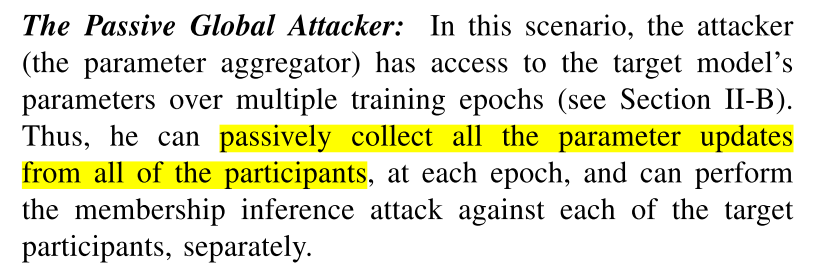 The Passive Global Attacker: In this scenario, the attacker
(the parameter aggregator) has access to the target model's
parameters over multiple training epochs (see Section II-B).
Thus, he can passively collect all the parameter updates
from all of the participants, at each epoch, and can perform
the membership inference attack against each of the target
participants, separately.